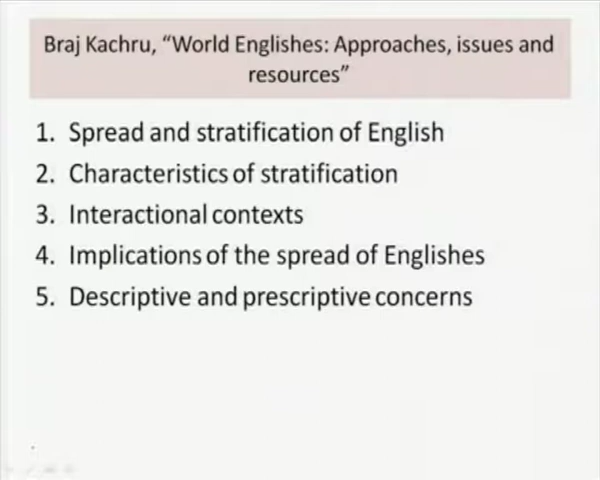 Braj Kachru, “World Englishes: Approaches, issues and
resources”
1. Spread and stratification of English
2. Characteristics of stratification
3. Interactional contexts
4. Implications of the spread of Englishes
5. Descriptive and prescriptive concerns